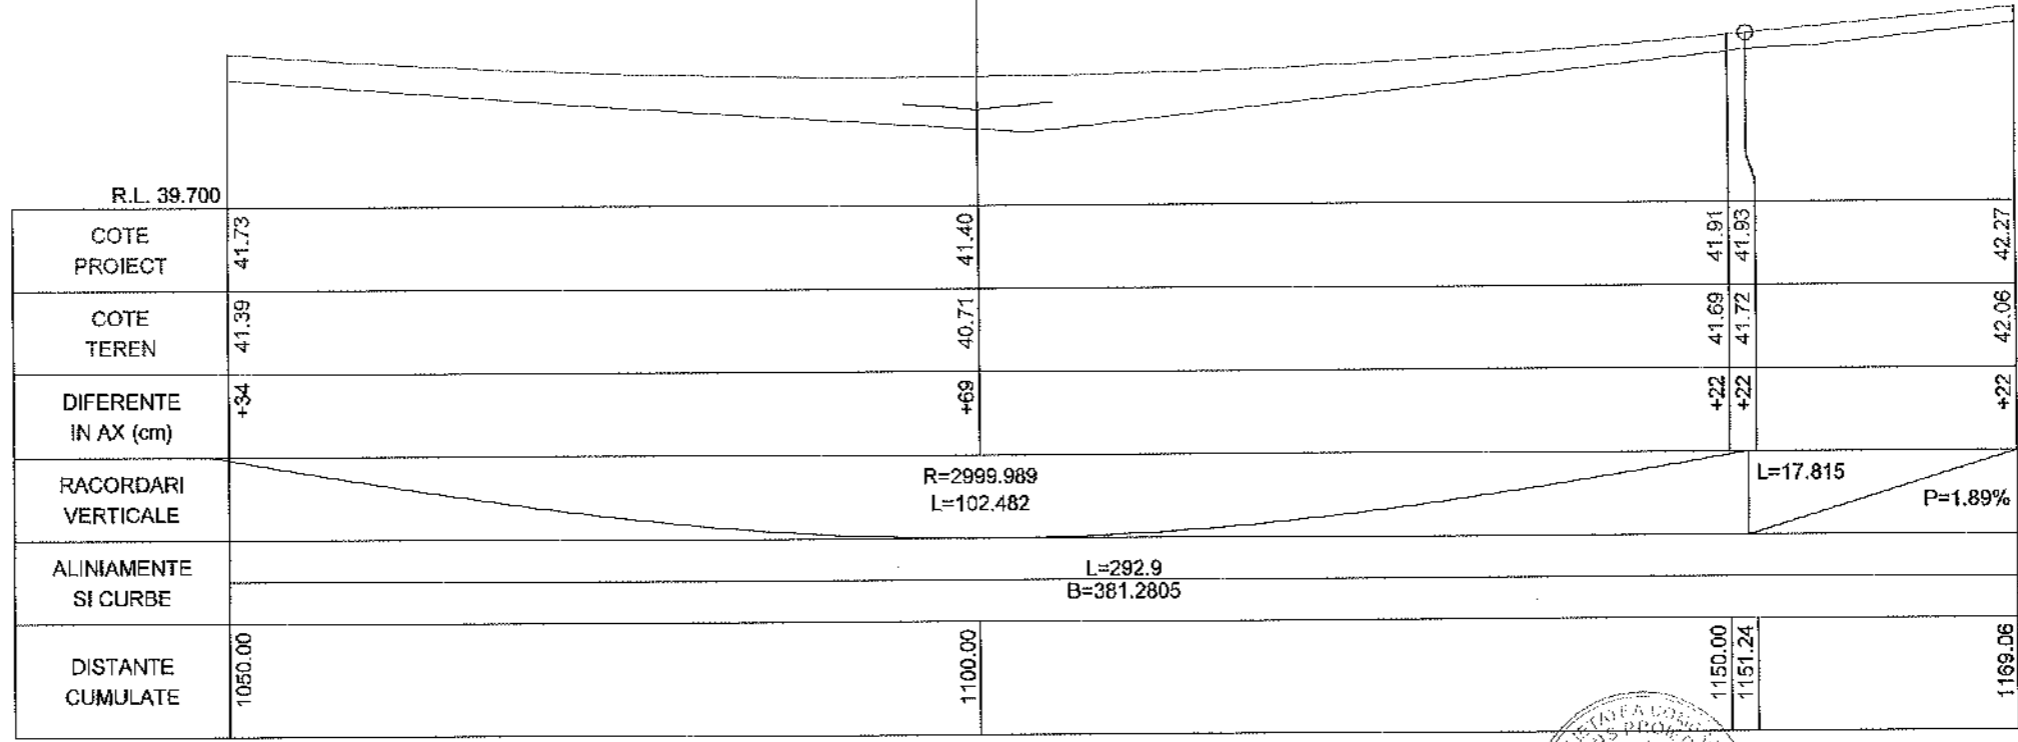 R.L. 39.700
COTE
PROIECT
41.73
41.40
41.91
41.93
42.27
COTE
TEREN
41.39
40.71
41.69
41.72
42.06
DIFERENTE
IN AX (cm)
+34
+69
+22
+22
+22
RACORDARI
VERTICALE
R=2999.989
L=102.482
L=17.815
P=1.89%
ALINIAMENTE
SI CURBE
L=292.9
B=381.2805
DISTANTE
CUMULATE
1050.00
1100.00
1150.00
1151.24
1169.06